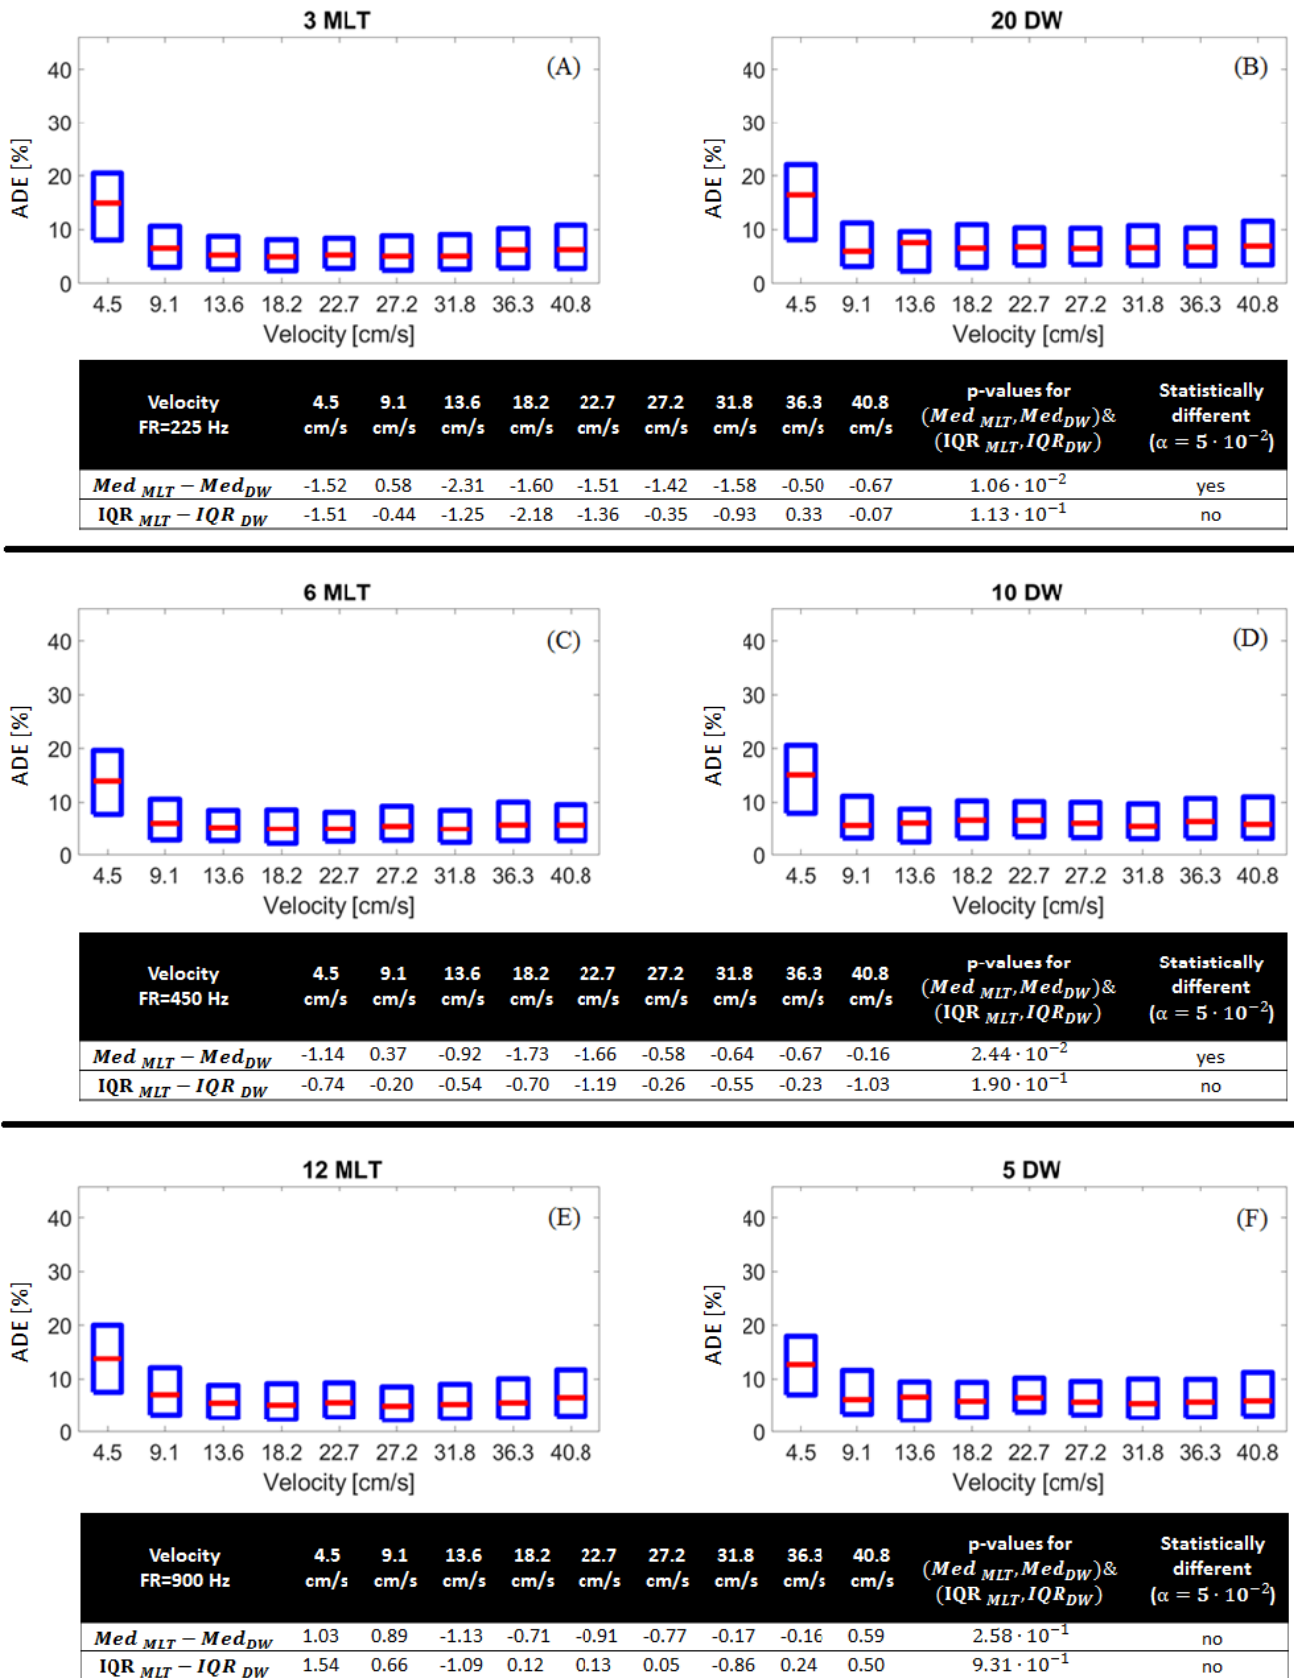 3 MLT
20 DW
(A)
(B)
ADE [%]
40
30
20
10
0
4.5 9.1 13.6 18.2 22.7 27.2 31.8 36.3 40.8
Velocity [cm/s]
ADE [%]
40
30
20
10
0
4.5 9.1 13.6 18.2 22.7 27.2 31.8 36.3 40.8
Velocity [cm/s]
Velocity FR=225 Hz 4.5 cm/s 9.1 cm/s 13.6 cm/s 18.2 cm/s 22.7 cm/s 27.2 cm/s 31.8 cm/s 36.3 cm/s 40.8 cm/s p-values for (Med MLT, Med DW)& (IQR MLT, IQR DW) Statistically different (α = 5 · 10⁻²)
Med MLT − Med DW -1.52 0.58 -2.31 -1.60 -1.51 -1.42 -1.58 -0.50 -0.67 1.06 · 10⁻² yes
IQR MLT − IQR DW -1.51 -0.44 -1.25 -2.18 -1.36 -0.35 -0.93 0.33 -0.07 1.13 · 10⁻¹ no
6 MLT
10 DW
(C)
(D)
ADE [%]
40
30
20
10
0
4.5 9.1 13.6 18.2 22.7 27.2 31.8 36.3 40.8
Velocity [cm/s]
ADE [%]
40
30
20
10
0
4.5 9.1 13.6 18.2 22.7 27.2 31.8 36.3 40.8
Velocity [cm/s]
Velocity FR=450 Hz 4.5 cm/s 9.1 cm/s 13.6 cm/s 18.2 cm/s 22.7 cm/s 27.2 cm/s 31.8 cm/s 36.3 cm/s 40.8 cm/s p-values for (Med MLT, Med DW)& (IQR MLT, IQR DW) Statistically different (α = 5 · 10⁻²)
Med MLT − Med DW -1.14 0.37 -0.92 -1.73 -1.66 -0.58 -0.64 -0.67 -0.16 2.44 · 10⁻² yes
IQR MLT − IQR DW -0.74 -0.20 -0.54 -0.70 -1.19 -0.26 -0.55 -0.23 -1.03 1.90 · 10⁻¹ no
12 MLT
5 DW
(E)
(F)
ADE [%]
40
30
20
10
0
4.5 9.1 13.6 18.2 22.7 27.2 31.8 36.3 40.8
Velocity [cm/s]
ADE [%]
40
30
20
10
0
4.5 9.1 13.6 18.2 22.7 27.2 31.8 36.3 40.8
Velocity [cm/s]
Velocity FR=900 Hz 4.5 cm/s 9.1 cm/s 13.6 cm/s 18.2 cm/s 22.7 cm/s 27.2 cm/s 31.8 cm/s 36.3 cm/s 40.8 cm/s p-values for (Med MLT, Med DW)& (IQR MLT, IQR DW) Statistically different (α = 5 · 10⁻²)
Med MLT − Med DW 1.03 0.89 -1.13 -0.71 -0.91 -0.77 -0.17 -0.16 0.59 2.58 · 10⁻¹ no
IQR MLT − IQR DW 1.54 0.66 -1.09 0.12 0.13 0.05 -0.86 0.24 0.50 9.31 · 10⁻¹ no